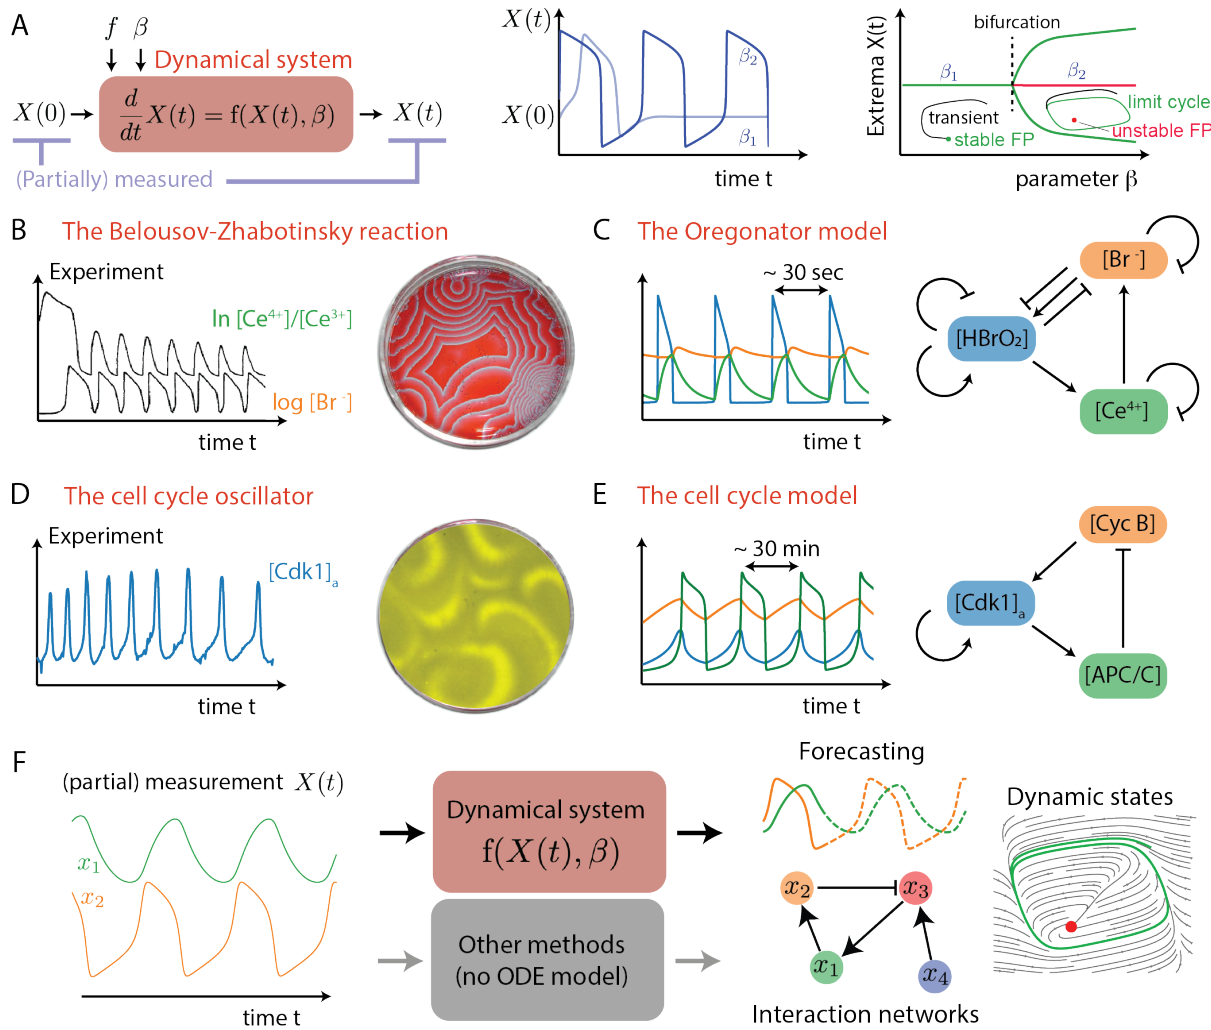 A
f β
Dynamical system
X(0)
d/dt X(t) = f(X(t), β)
X(t)
(Partially) measured
X(t)
X(0)
β₂
β₁
time t
Extrema X(t)
bifurcation
β₁
β₂
transient
stable FP
limit cycle
unstable FP
parameter β
B The Belousov-Zhabotinsky reaction
Experiment
ln [Ce⁴⁺]/[Ce³⁺]
log [Br⁻]
time t
C The Oregonator model
~ 30 sec
time t
[Br⁻]
[HBrO₂]
[Ce⁴⁺]
D The cell cycle oscillator
Experiment
[Cdk1]ₐ
time t
E The cell cycle model
~ 30 min
time t
[Cyc B]
[Cdk1]ₐ
[APC/C]
F
(partial) measurement X(t)
x₁
x₂
time t
Dynamical system
f(X(t), β)
Other methods
(no ODE model)
Forecasting
x₂
x₃
x₁
x₄
Interaction networks
Dynamic states